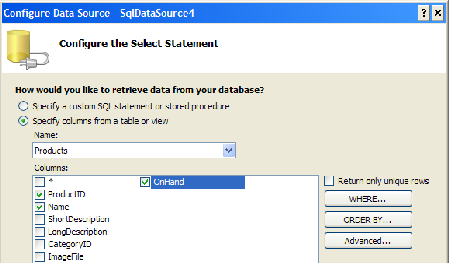 Configure Data Source - SqlDataSource4
Configure the Select Statement
How would you like to retrieve data from your database?
Specify a custom SQL statement or stored procedure
Specify columns from a table or view
Name:
Products
Columns:
* OnHand
ProductID
Name
ShortDescription
LongDescription
CategoryID
ImageFile
Return only unique rows
WHERE...
ORDER BY...
Advanced...